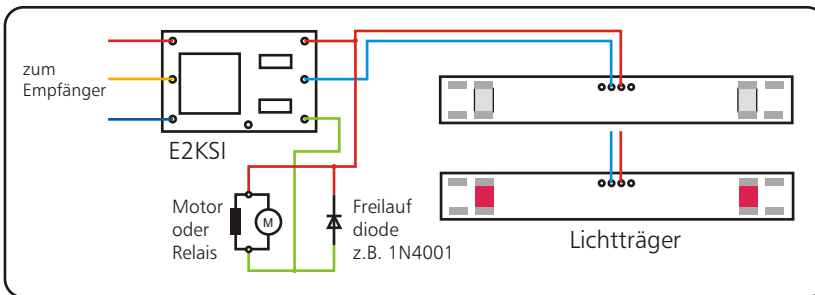 zum
Empfänger
E2KSI
Motor
oder
Relais
M
Freilauf
diode
z.B. 1N4001
Lichtträger